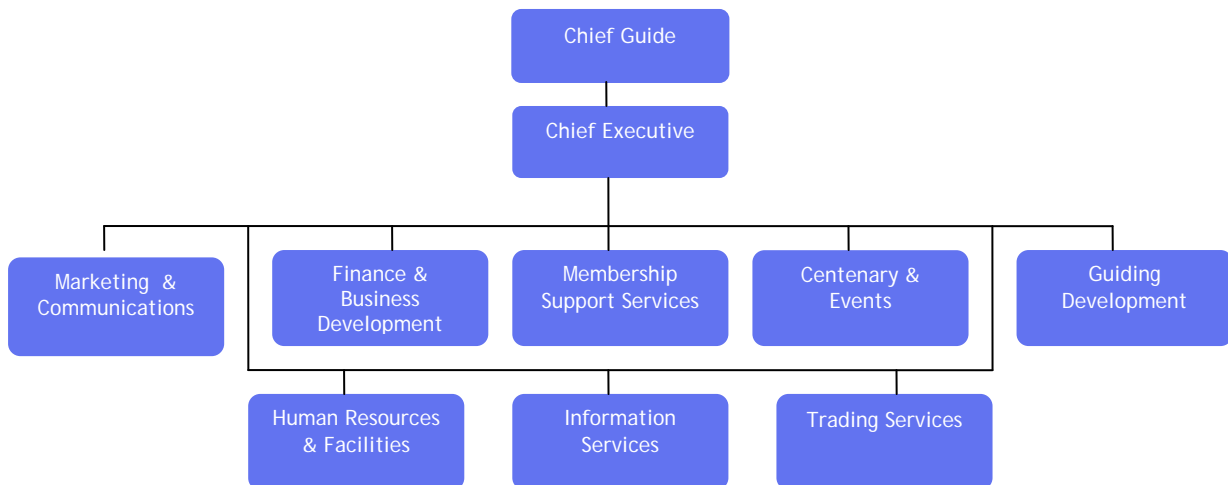 Chief Guide
Chief Executive
Marketing & 
Communications
Finance &
Business
Development
Membership
Support Services
Centenary &
Events
Guiding
Development
Human Resources
& Facilities
Information
Services
Trading Services